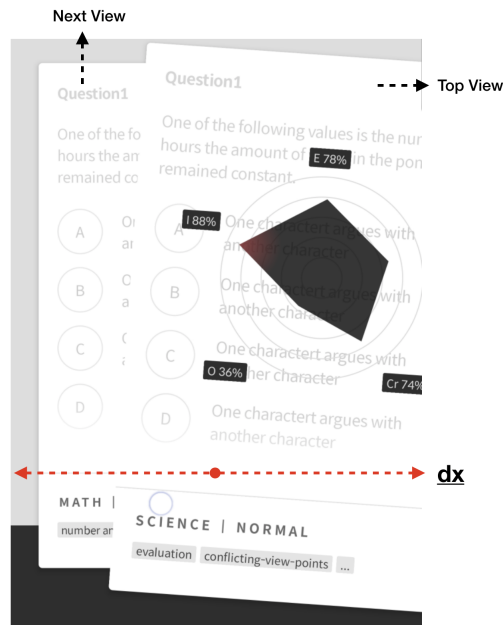 Next View
Top View
Question1
One of the fo
hours the am
remained co
A
B
C
D
MATH |
number ar
Question1
One of the following values is the nur
hours the amount of in the pon
remained constant.
E 78%
I 88%
O 36%
Cr 74%
A
One charactert argues with
another character
B
One charactert argues with
another character
C
One charactert argues with
her character
D
One charactert argues with
another character
dx
SCIENCE | NORMAL
evaluation conflicting-view-points ...